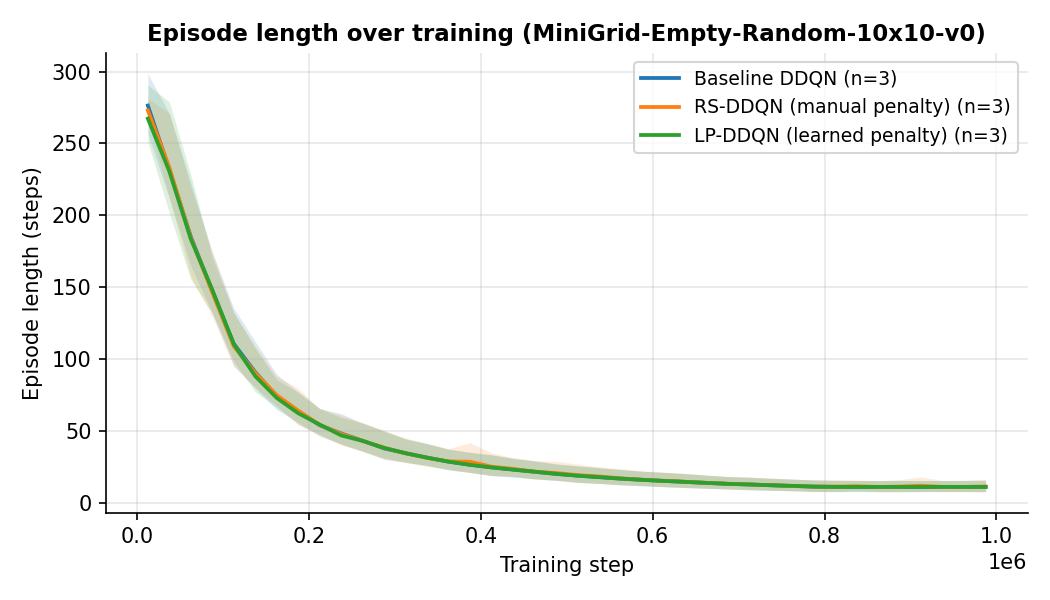 Episode length over training (MiniGrid-Empty-Random-10x10-v0)
Baseline DDQN (n=3)
RS-DDQN (manual penalty) (n=3)
LP-DDQN (learned penalty) (n=3)
Episode length (steps)
300
250
200
150
100
50
0
0.0 0.2 0.4 0.6 0.8 1.0
1e6
Training step